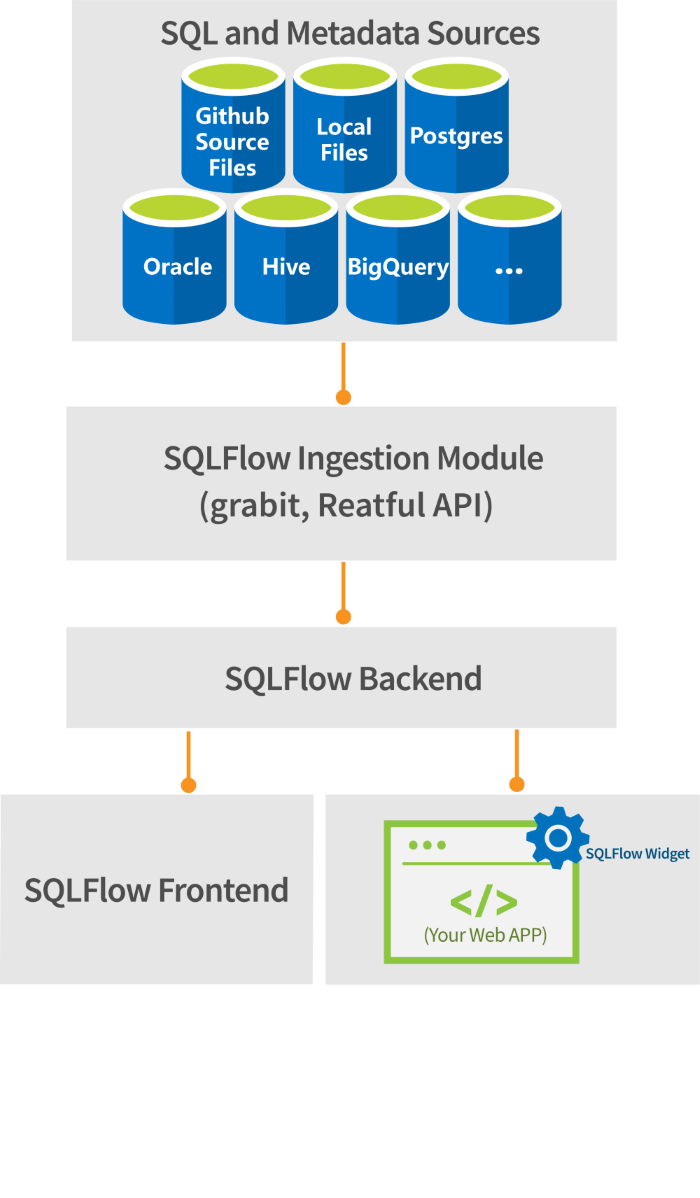 SQL and Metadata Sources
Github
Source
Files
Local
Files
Postgres
Oracle
Hive
BigQuery
...
SQLFlow Ingestion Module
(grabit, Reatful API)
SQLFlow Backend
SQLFlow Frontend
SQLFlow Widget
</>
(Your Web APP)